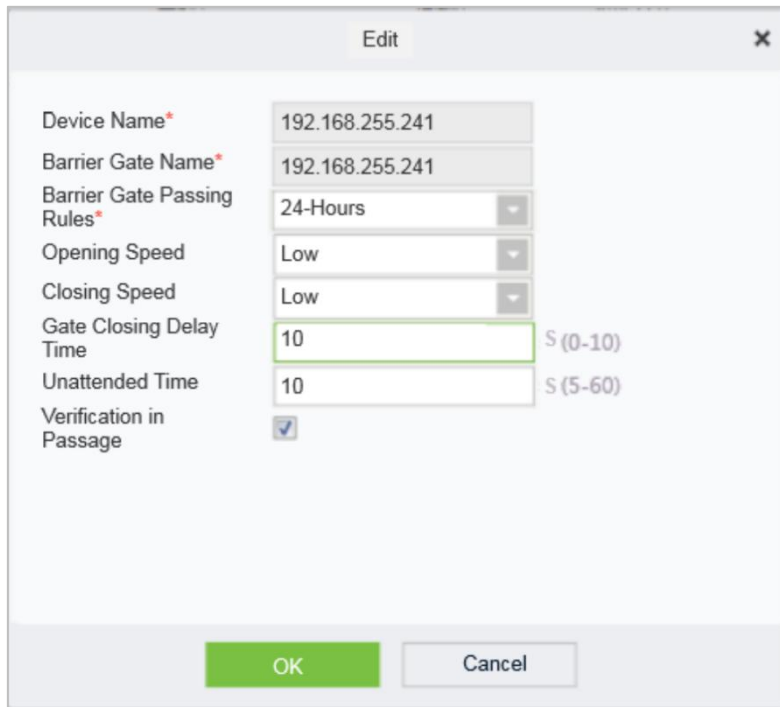 Edit
Device Name*
192.168.255.241
Barrier Gate Name*
192.168.255.241
Barrier Gate Passing
Rules*
24-Hours
Opening Speed
Low
Closing Speed
Low
Gate Closing Delay
Time
10
S (0-10)
Unattended Time
10
S (5-60)
Verification in
Passage
OK
Cancel